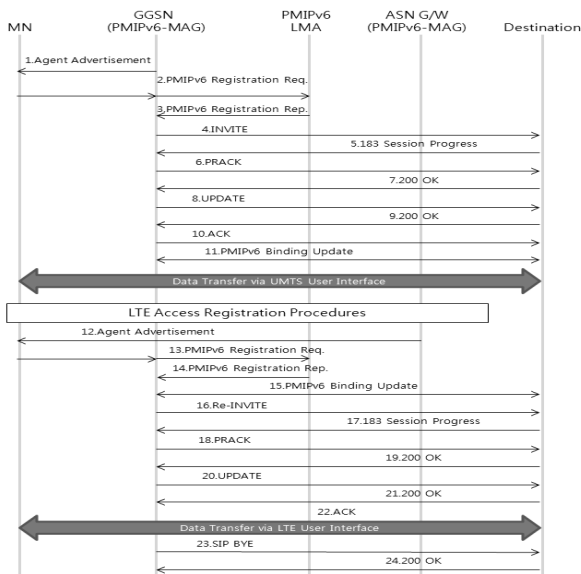 MN
GGSN
(PMIPv6-MAG)
PMIPv6
LMA
ASN G/W
(PMIPv6-MAG)
Destination
1.Agent Advertisement
2.PMIPv6 Registration Req.
3.PMIPv6 Registration Rep.
4.INVITE
5.183 Session Progress
6.PRACK
7.200 OK
8.UPDATE
9.200 OK
10.ACK
11.PMIPv6 Binding Update
Data Transfer via UMTS User Interface
LTE Access Registration Procedures
12.Agent Advertisement
13.PMIPv6 Registration Req.
14.PMIPv6 Registration Rep.
15.PMIPv6 Binding Update
16.Re-INVITE
17.183 Session Progress
18.PRACK
19.200 OK
20.UPDATE
21.200 OK
22.ACK
Data Transfer via LTE User Interface
23.SIP BYE
24.200 OK